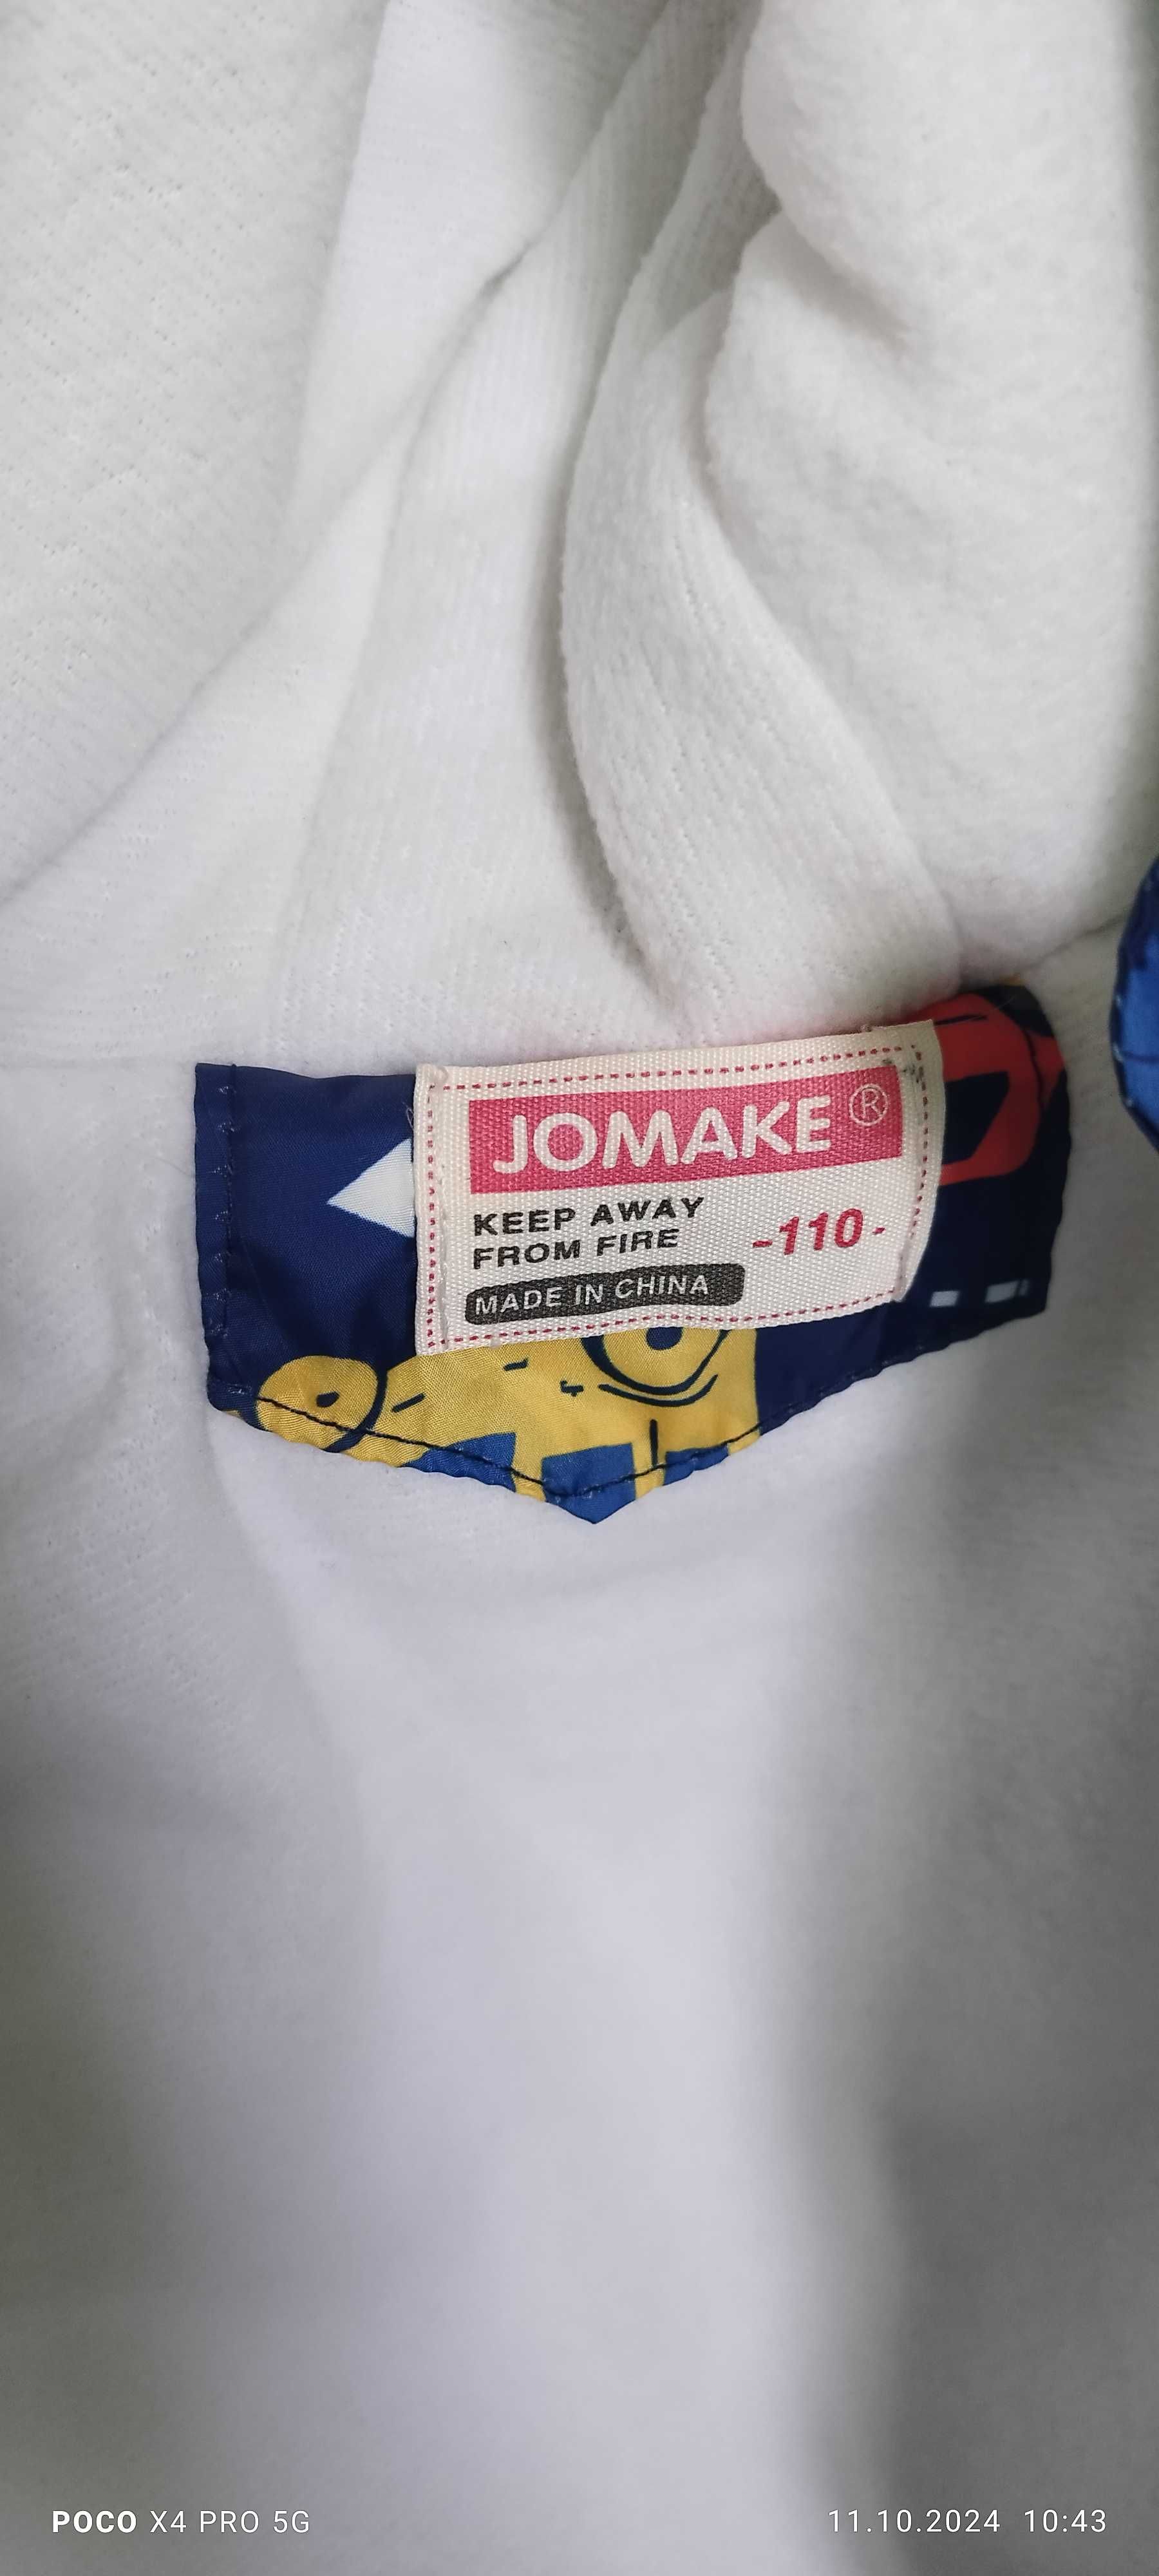 JOMAKE ®
KEEP AWAY
FROM FIRE
-110-
MADE IN CHINA
POCO X4 PRO 5G
11.10.2024 10:43